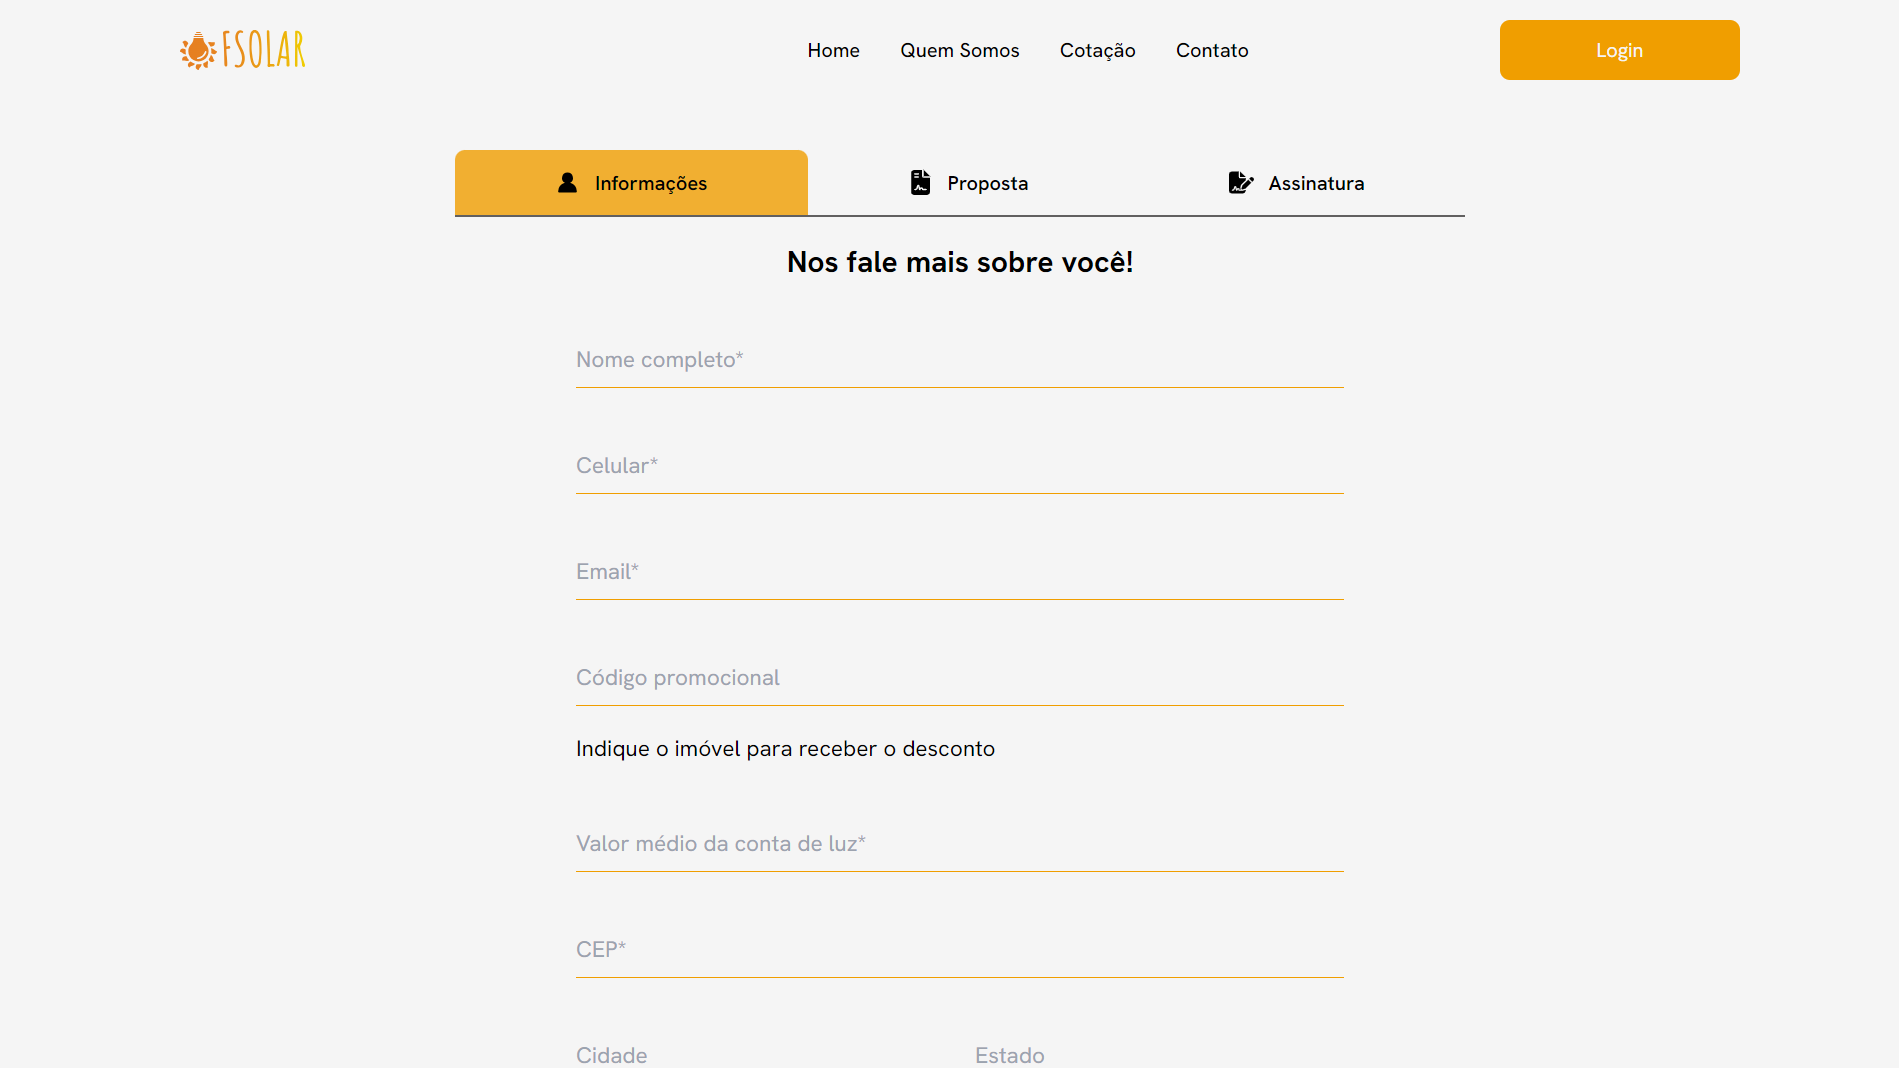 FSOLAR
Home
Quem Somos
Cotação
Contato
Login
Informações
Proposta
Assinatura
Nos fale mais sobre você!
Nome completo*
Celular*
Email*
Código promocional
Indique o imóvel para receber o desconto
Valor médio da conta de luz*
CEP*
Cidade
Estado